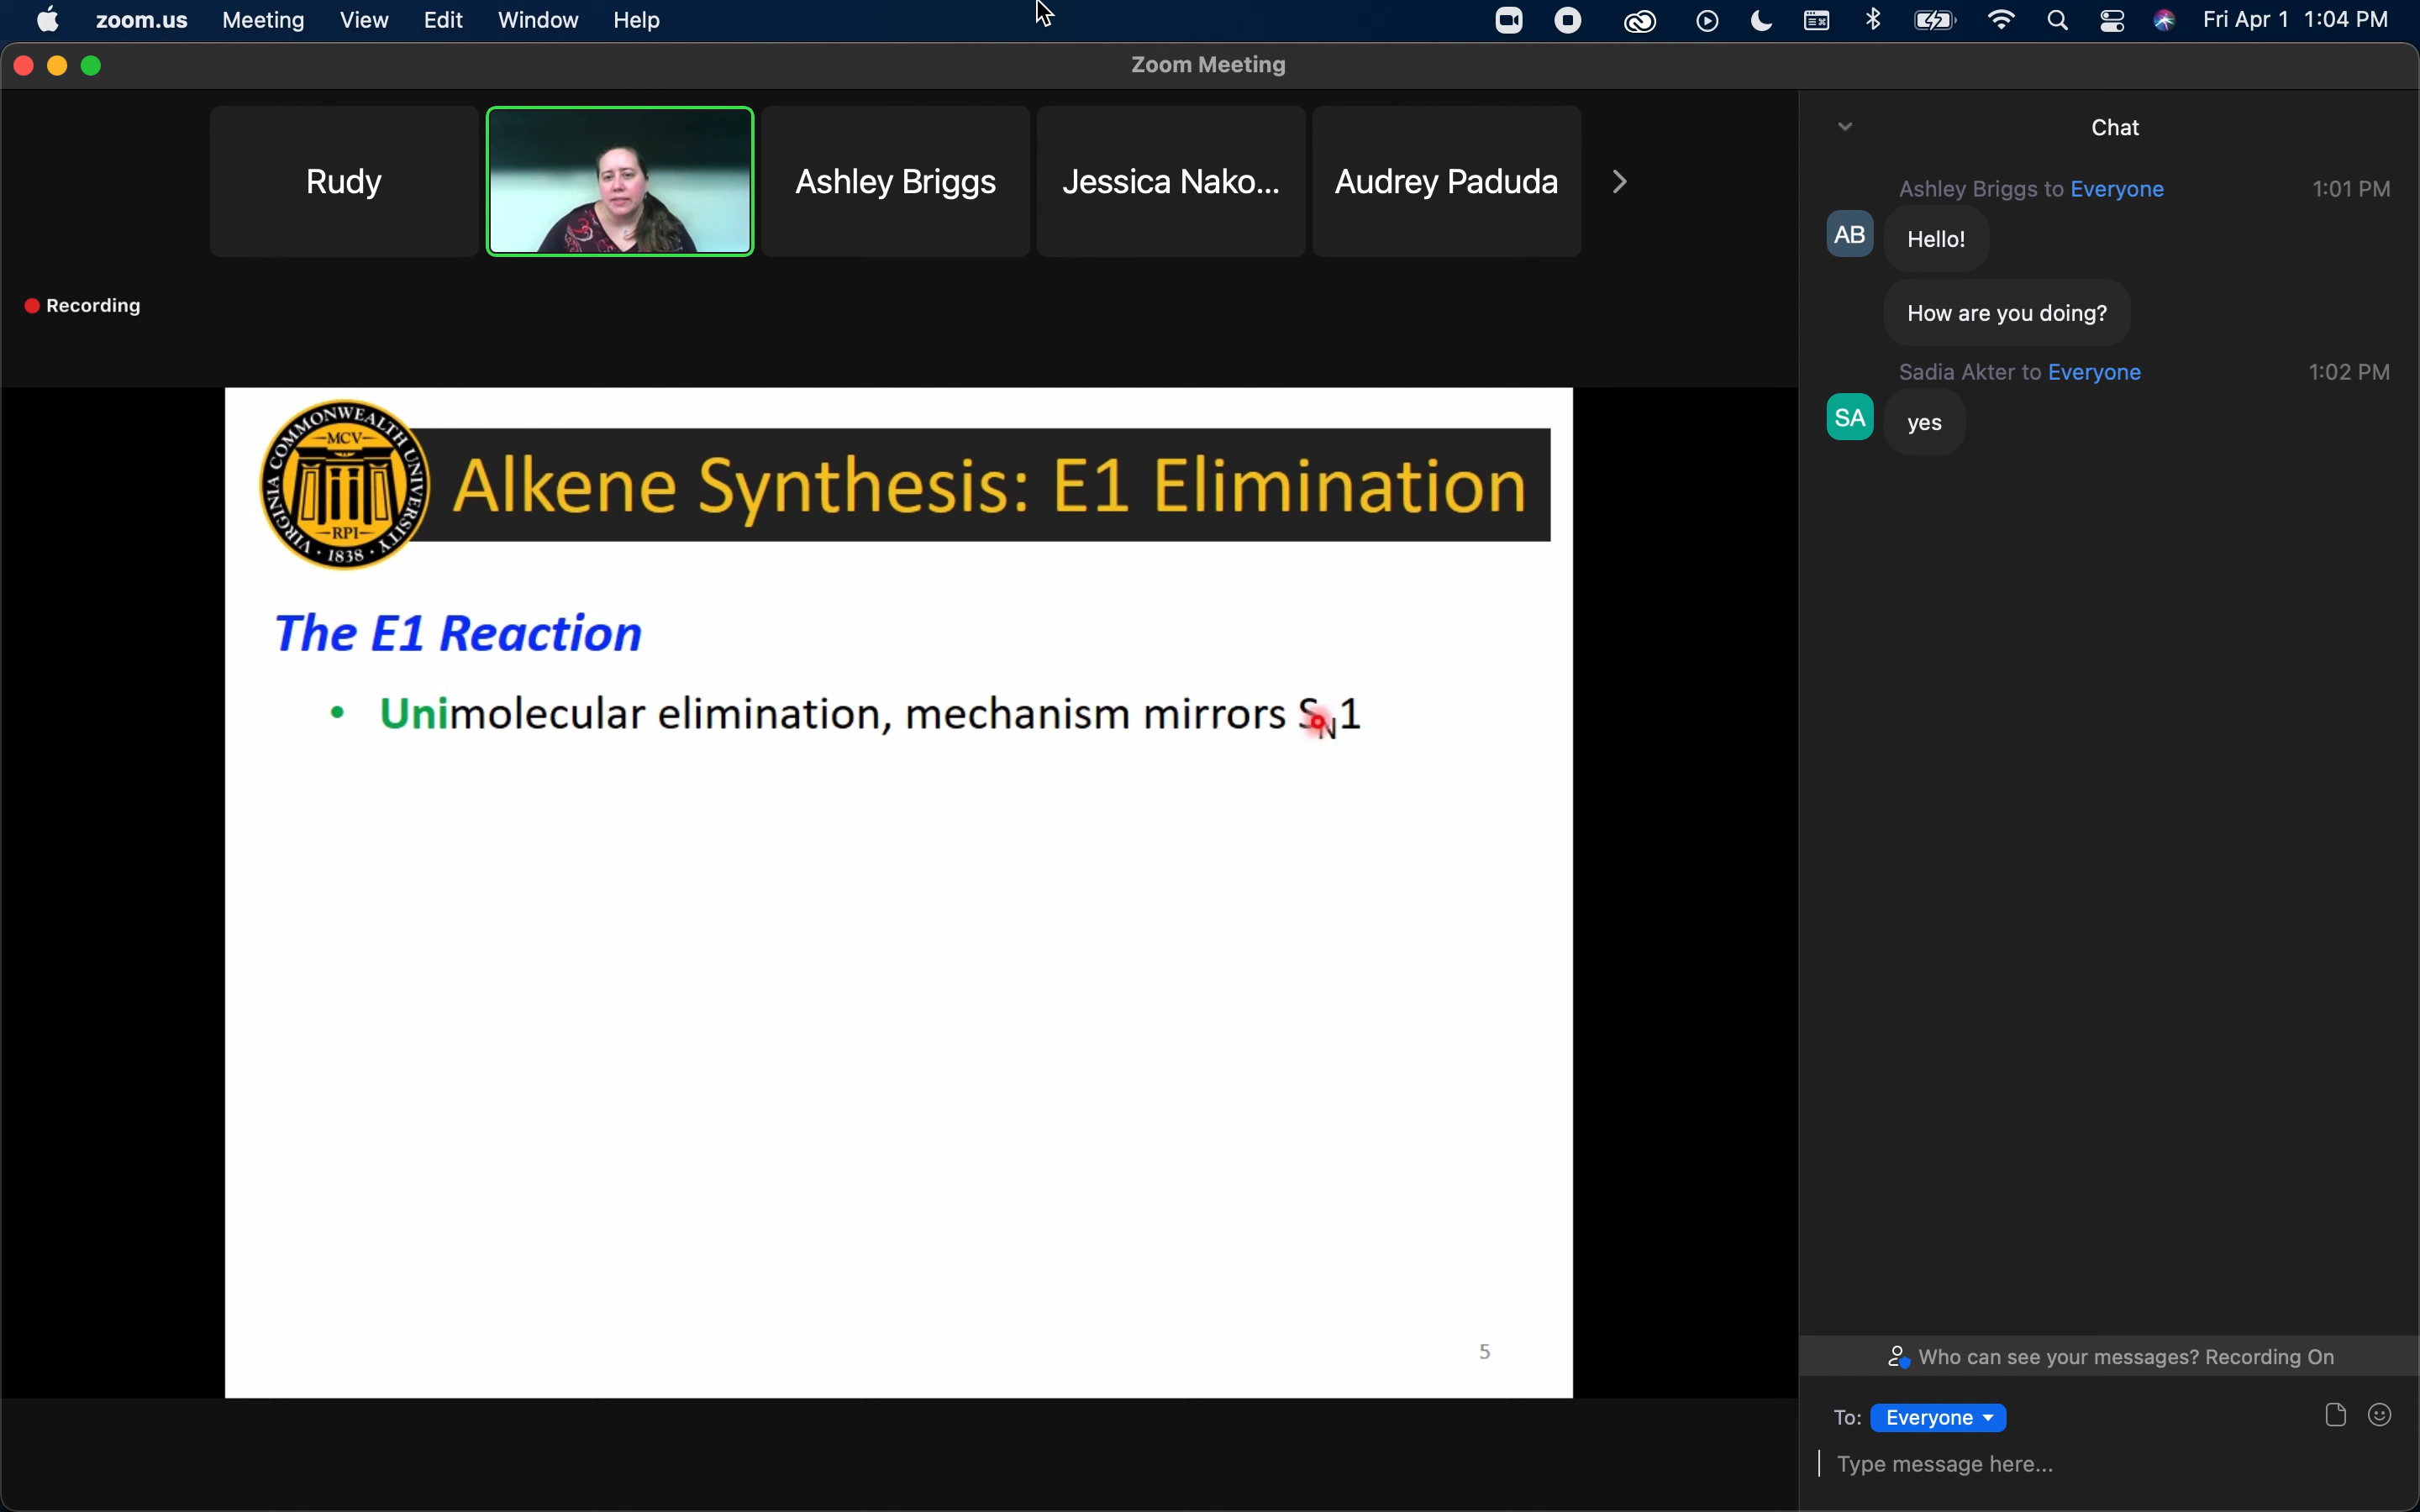 zoom.us Meeting View Edit Window Help Fri Apr 1 1:04 PM
Zoom Meeting
Rudy
Ashley Briggs
Jessica Nako...
Audrey Paduda
Recording
VIRGINIA COMMONWEALTH UNIVERSITY
MCV
RPI
1838
Alkene Synthesis: E1 Elimination
The E1 Reaction
• Unimolecular elimination, mechanism mirrors SN1
5
Chat
Ashley Briggs to Everyone 1:01 PM
AB
Hello!
How are you doing?
Sadia Akter to Everyone 1:02 PM
SA
yes
Who can see your messages? Recording On
To: Everyone
Type message here...